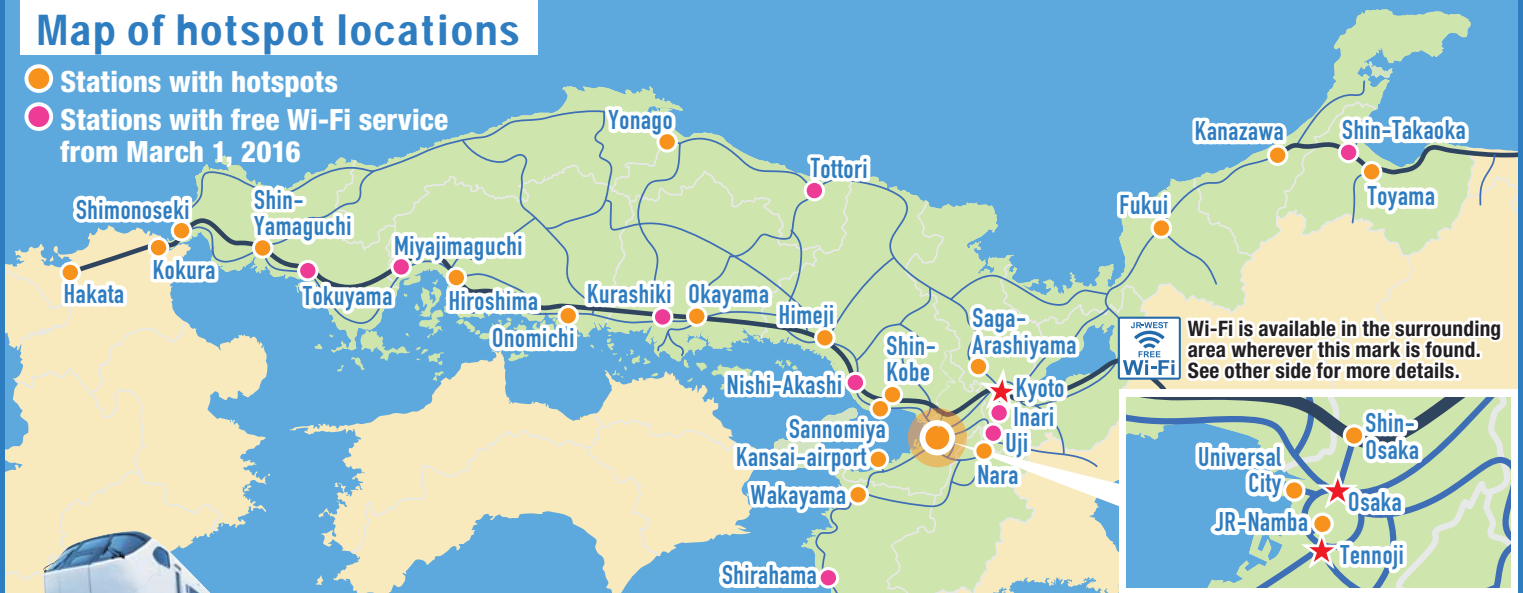 Map of hotspot locations
Stations with hotspots
Stations with free Wi-Fi service
from March 1, 2016
Yonago
Tottori
Kanazawa
Shin-Takaoka
Toyama
Fukui
Shimonoseki
Shin-
Yamaguchi
Kokura
Hakata
Tokuyama
Miyajimaguchi
Hiroshima
Onomichi
Kurashiki
Okayama
Himeji
Nishi-Akashi
Shin-
Kobe
Sannomiya
Saga-
Arashiyama
Kyoto
Inari
Uji
Nara
Kansai-airport
Wakayama
Shirahama
JR-WEST
FREE
Wi-Fi
Wi-Fi is available in the surrounding
area wherever this mark is found.
See other side for more details.
Shin-
Osaka
Universal
City
Osaka
JR-Namba
Tennoji